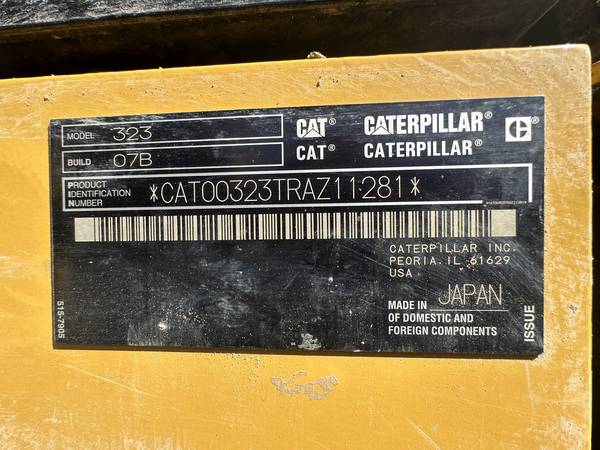 MODEL 323
BUILD 07B
CAT® CATERPILLAR®
CAT® CATERPILLAR®
PRODUCT
IDENTIFICATION
NUMBER
*CAT00323TRAZ11281*
CATERPILLAR INC.
PEORIA. IL 61629
USA
MADE IN JAPAN
OF DOMESTIC AND
FOREIGN COMPONENTS
515-7905
ISSUE